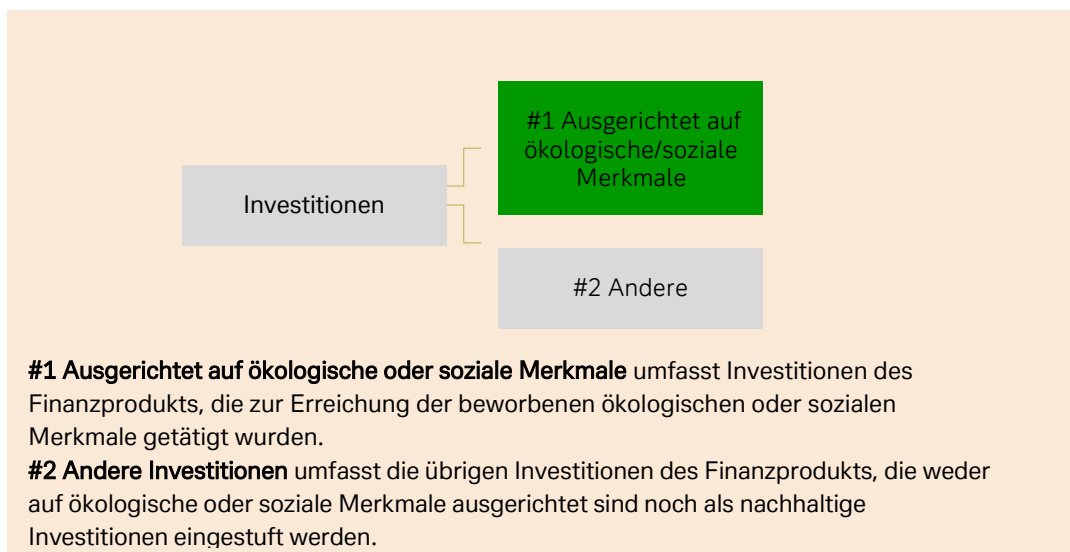 #1 Ausgerichtet auf
ökologische/soziale
Merkmale
Investitionen
#2 Andere
#1 Ausgerichtet auf ökologische oder soziale Merkmale umfasst Investitionen des
Finanzprodukts, die zur Erreichung der beworbenen ökologischen oder sozialen
Merkmale getätigt wurden.
#2 Andere Investitionen umfasst die übrigen Investitionen des Finanzprodukts, die weder
auf ökologische oder soziale Merkmale ausgerichtet sind noch als nachhaltige
Investitionen eingestuft werden.